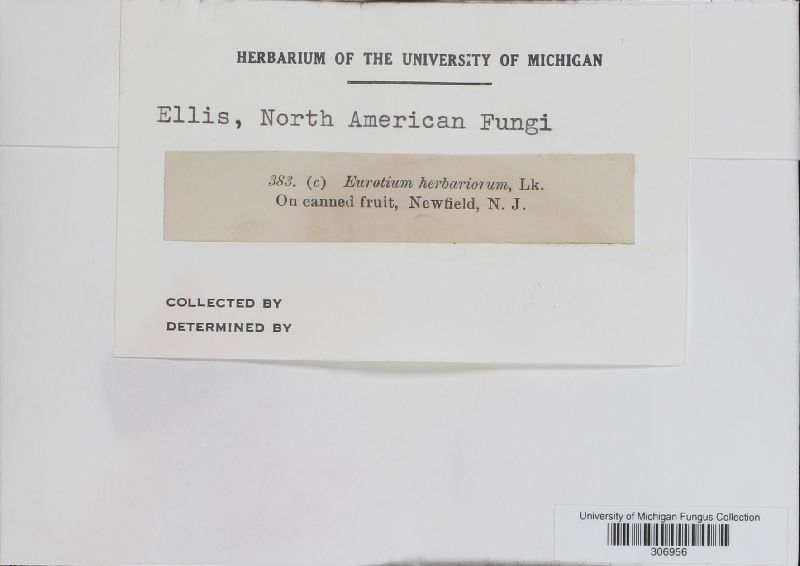 HERBARIUM OF THE UNIVERSITY OF MICHIGAN
Ellis, North American Fungi
383. (c) Eurotium herbariorum, Lk.
On canned fruit, Newfield, N. J.
COLLECTED BY
DETERMINED BY
University of Michigan Fungus Collection
306956